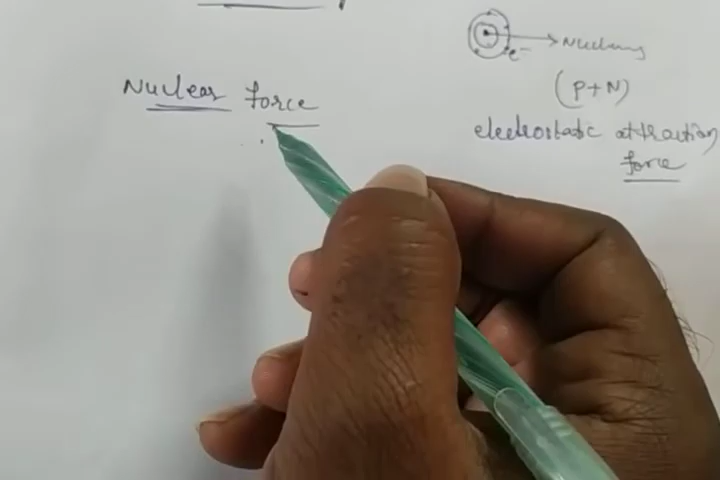 Nuclear force
e⁻
Nucleus
(P+N)
electrostatic attraction
force